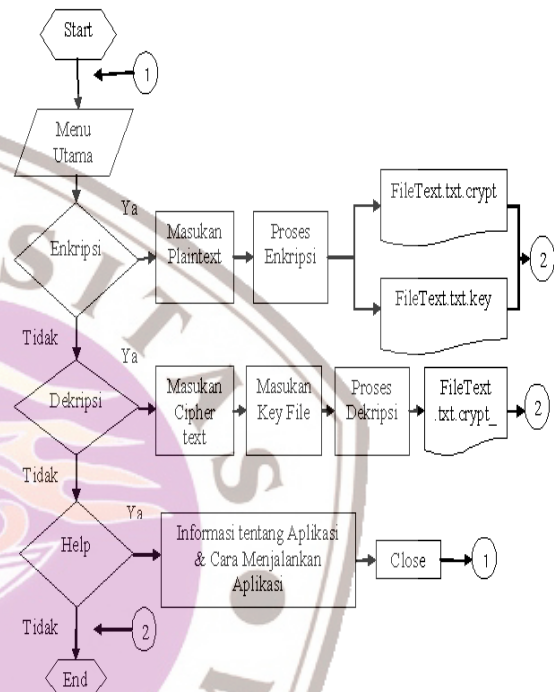 Start
1
Menu
Utama
Ya
Enkripsi
Masukan
Plaintext
Proses
Enkripsi
FileText.txt.crypt
FileText.txt.key
2
Tidak
Ya
Dekripsi
Masukan
Cipher
text
Masukan
Key File
Proses
Dekripsi
FileText
.txt.crypt_
2
Tidak
Ya
Help
Informasi tentang Aplikasi
& Cara Menjalankan
Aplikasi
Close
1
Tidak
2
End
SITAS